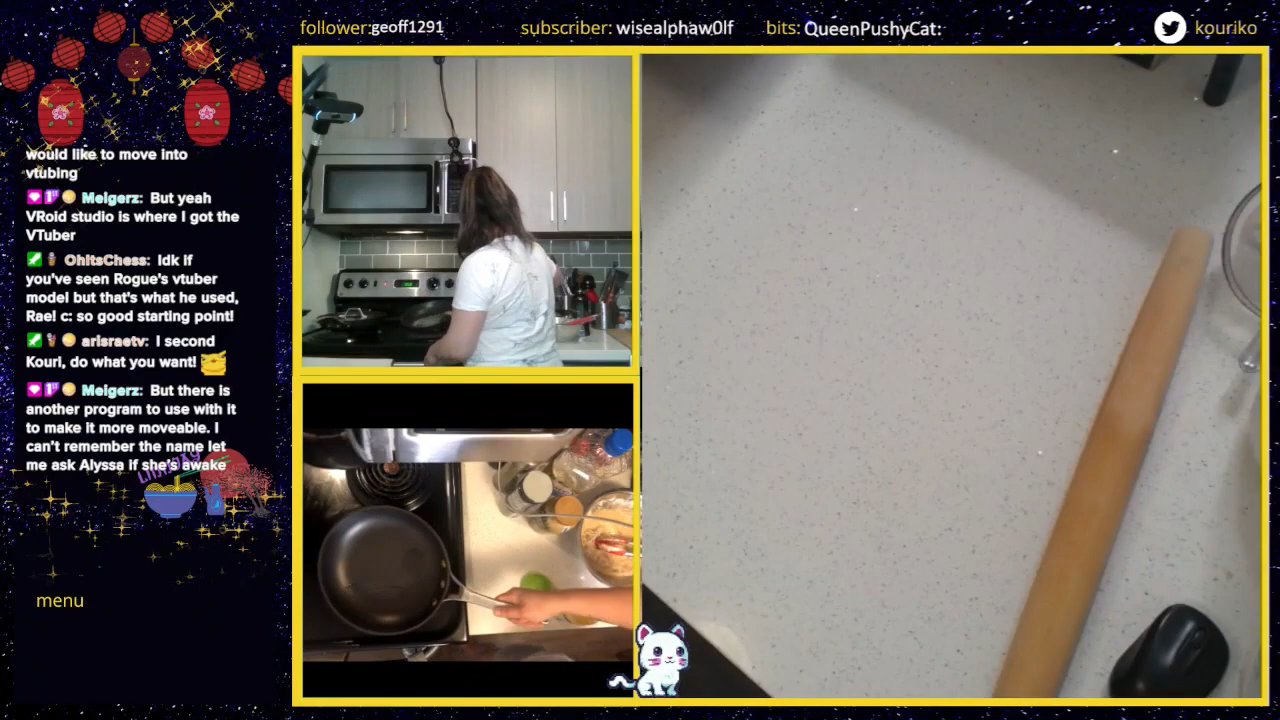 follower:geoff1291 subscriber: wisealphaw0lf bits: QueenPushyCat: kouriko
would like to move into
vtubing
Meigerz: But yeah
VRoid studio is where I got the
VTuber
OhItsChess: Idk if
you've seen Rogue's vtuber
model but that's what he used,
Rael c: so good starting point!
arisraetv: I second
Kouri, do what you want!
Meigerz: But there is
another program to use with it
to make it more moveable. I
can't remember the name let
me ask Alyssa if she's awake
menu